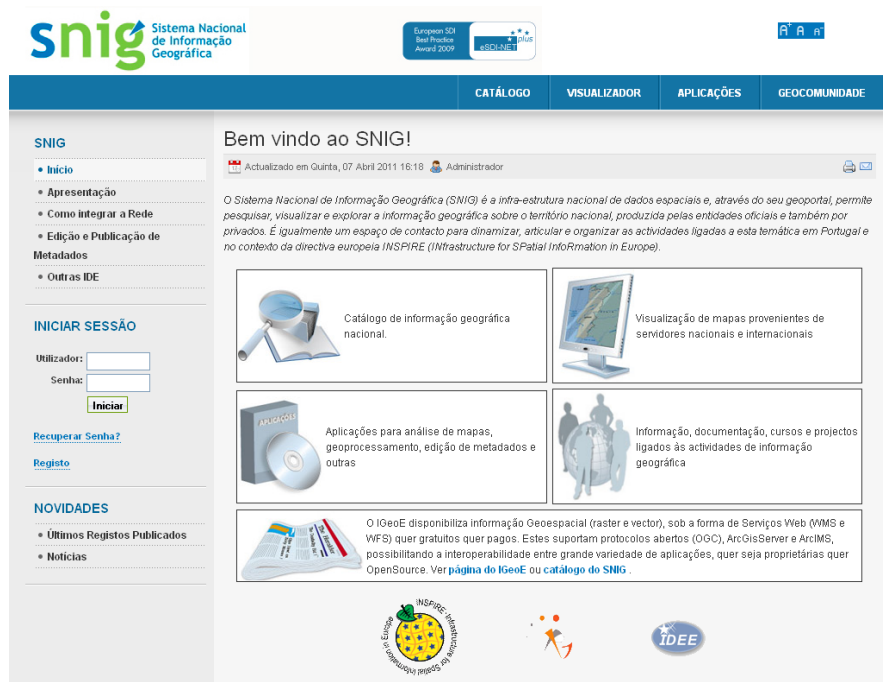 snig Sistema Nacional
de Informação
Geográfica
European SDI
Best Practice
Award 2009
eSDI-NET plus
A+ A A-
CATÁLOGO VISUALIZADOR APLICAÇÕES GEOCOMUNIDADE
SNIG
Início
Apresentação
Como integrar a Rede
Edição e Publicação de
Metadados
Outras IDE
INICIAR SESSÃO
Utilizador:
Senha:
Iniciar
Recuperar Senha?
Registo
NOVIDADES
Últimos Registos Publicados
Notícias
Bem vindo ao SNIG!
Actualizado em Quinta, 07 Abril 2011 16:18 Administrador
O Sistema Nacional de Informação Geográfica (SNIG) é a infra-estrutura nacional de dados espaciais e, através do seu geoportal, permite
pesquisar, visualizar e explorar a informação geográfica sobre o território nacional, produzida pelas entidades oficiais e também por
privados. É igualmente um espaço de contacto para dinamizar, articular e organizar as actividades ligadas a esta temática em Portugal e
no contexto da directiva europeia INSPIRE (INfrastructure for SPatial InfoRmation in Europe).
Catálogo de informação geográfica
nacional.
Visualização de mapas provenientes de
servidores nacionais e internacionais
APLICAÇÕES
Aplicações para análise de mapas,
geoprocessamento, edição de metadados e
outras
Informação, documentação, cursos e projectos
ligados às actividades de informação
geográfica
O IGeoE disponibiliza informação Geoespacial (raster e vector), sob a forma de Serviços Web (WMS e
WFS) quer gratuitos quer pagos. Estes suportam protocolos abertos (OGC), ArcGisServer e ArcIMS,
possibilitando a interoperabilidade entre grande variedade de aplicações, quer seja proprietárias quer
OpenSource. Ver página do IGeoE ou catálogo do SNIG .
INSPIRE - Infrastructure for Spatial Information in Europe
IDEE